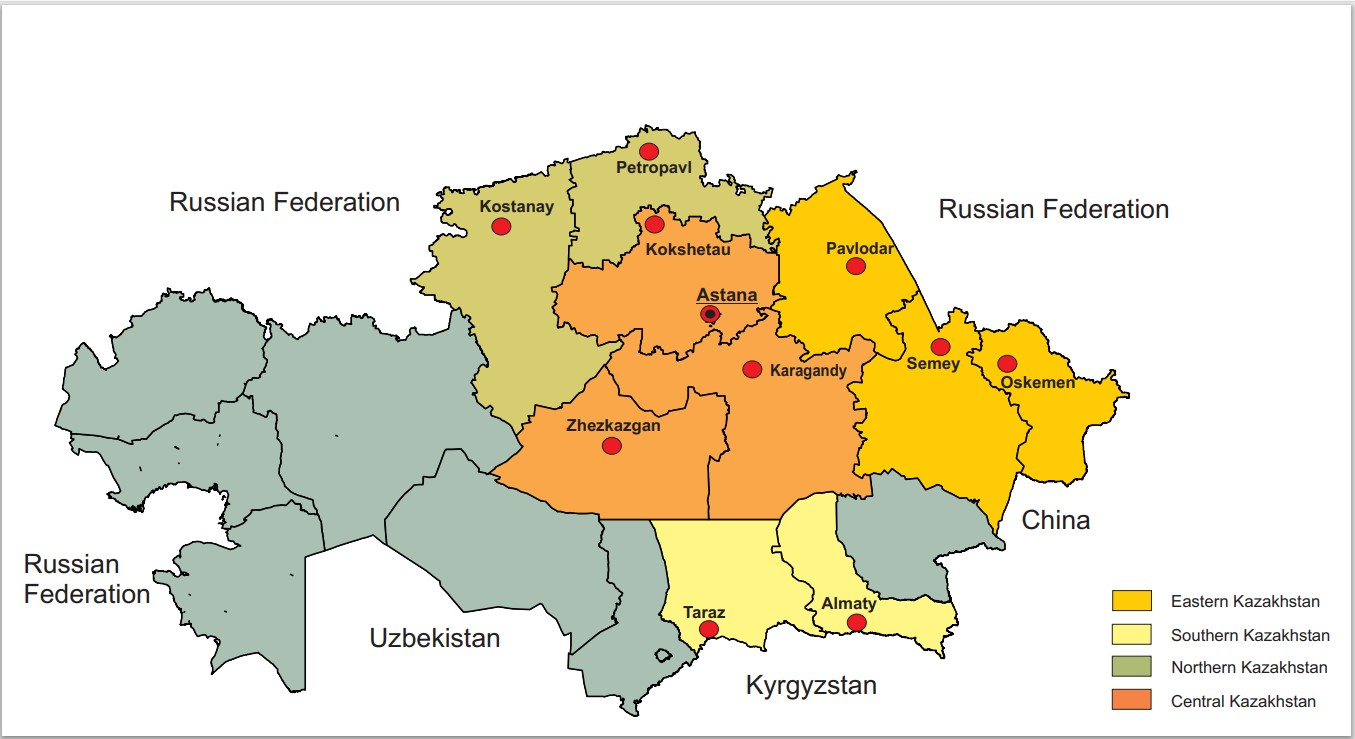 Petropavl
Russian Federation
Kostanay
Russian Federation
Kokshetau
Pavlodar
Astana
Semey
Karagandy
Oskemen
Zhezkazgan
China
Russian
Federation
Taraz
Almaty
Uzbekistan
Kyrgyzstan
Eastern Kazakhstan
Southern Kazakhstan
Northern Kazakhstan
Central Kazakhstan